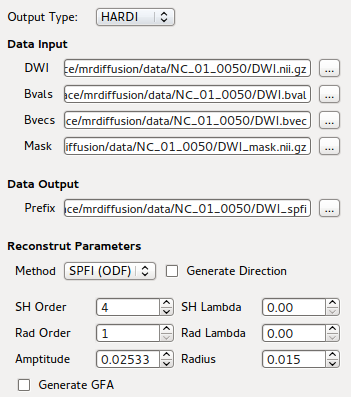 Output Type: HARDI
Data Input
DWI ce/mrdiffusion/data/NC_01_0050/DWI.nii.gz ...
Bvals ace/mrdiffusion/data/NC_01_0050/DWI.bval ...
Bvecs ce/mrdiffusion/data/NC_01_0050/DWI.bvec ...
Mask diffusion/data/NC_01_0050/DWI_mask.nii.gz ...
Data Output
Prefix ace/mrdiffusion/data/NC_01_0050/DWI_spfi ...
Reconstrut Parameters
Method SPFI (ODF) Generate Direction
SH Order 4 SH Lambda 0.00
Rad Order 1 Rad Lambda 0.00
Amptitude 0.02533 Radius 0.015
Generate GFA